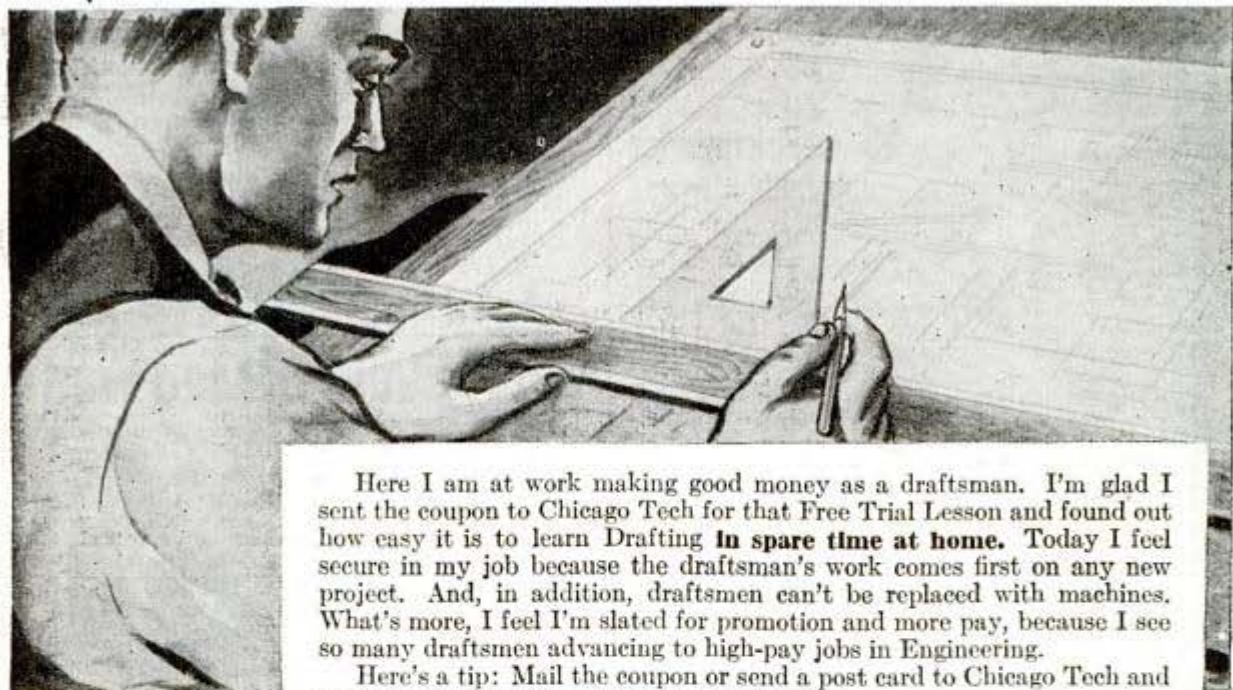 Here I am at work making good money as a draftsman. I'm glad I
sent the coupon to Chicago Tech for that Free Trial Lesson and found out
how easy it is to learn Drafting in spare time at home. Today I feel
secure in my job because the draftsman's work comes first on any new
project. And, in addition, draftsmen can't be replaced with machines.
What's more, I feel I'm slated for promotion and more pay, because I see
so many draftsmen advancing to high-pay jobs in Engineering.
Here's a tip: Mail the coupon or send a post card to Chicago Tech and